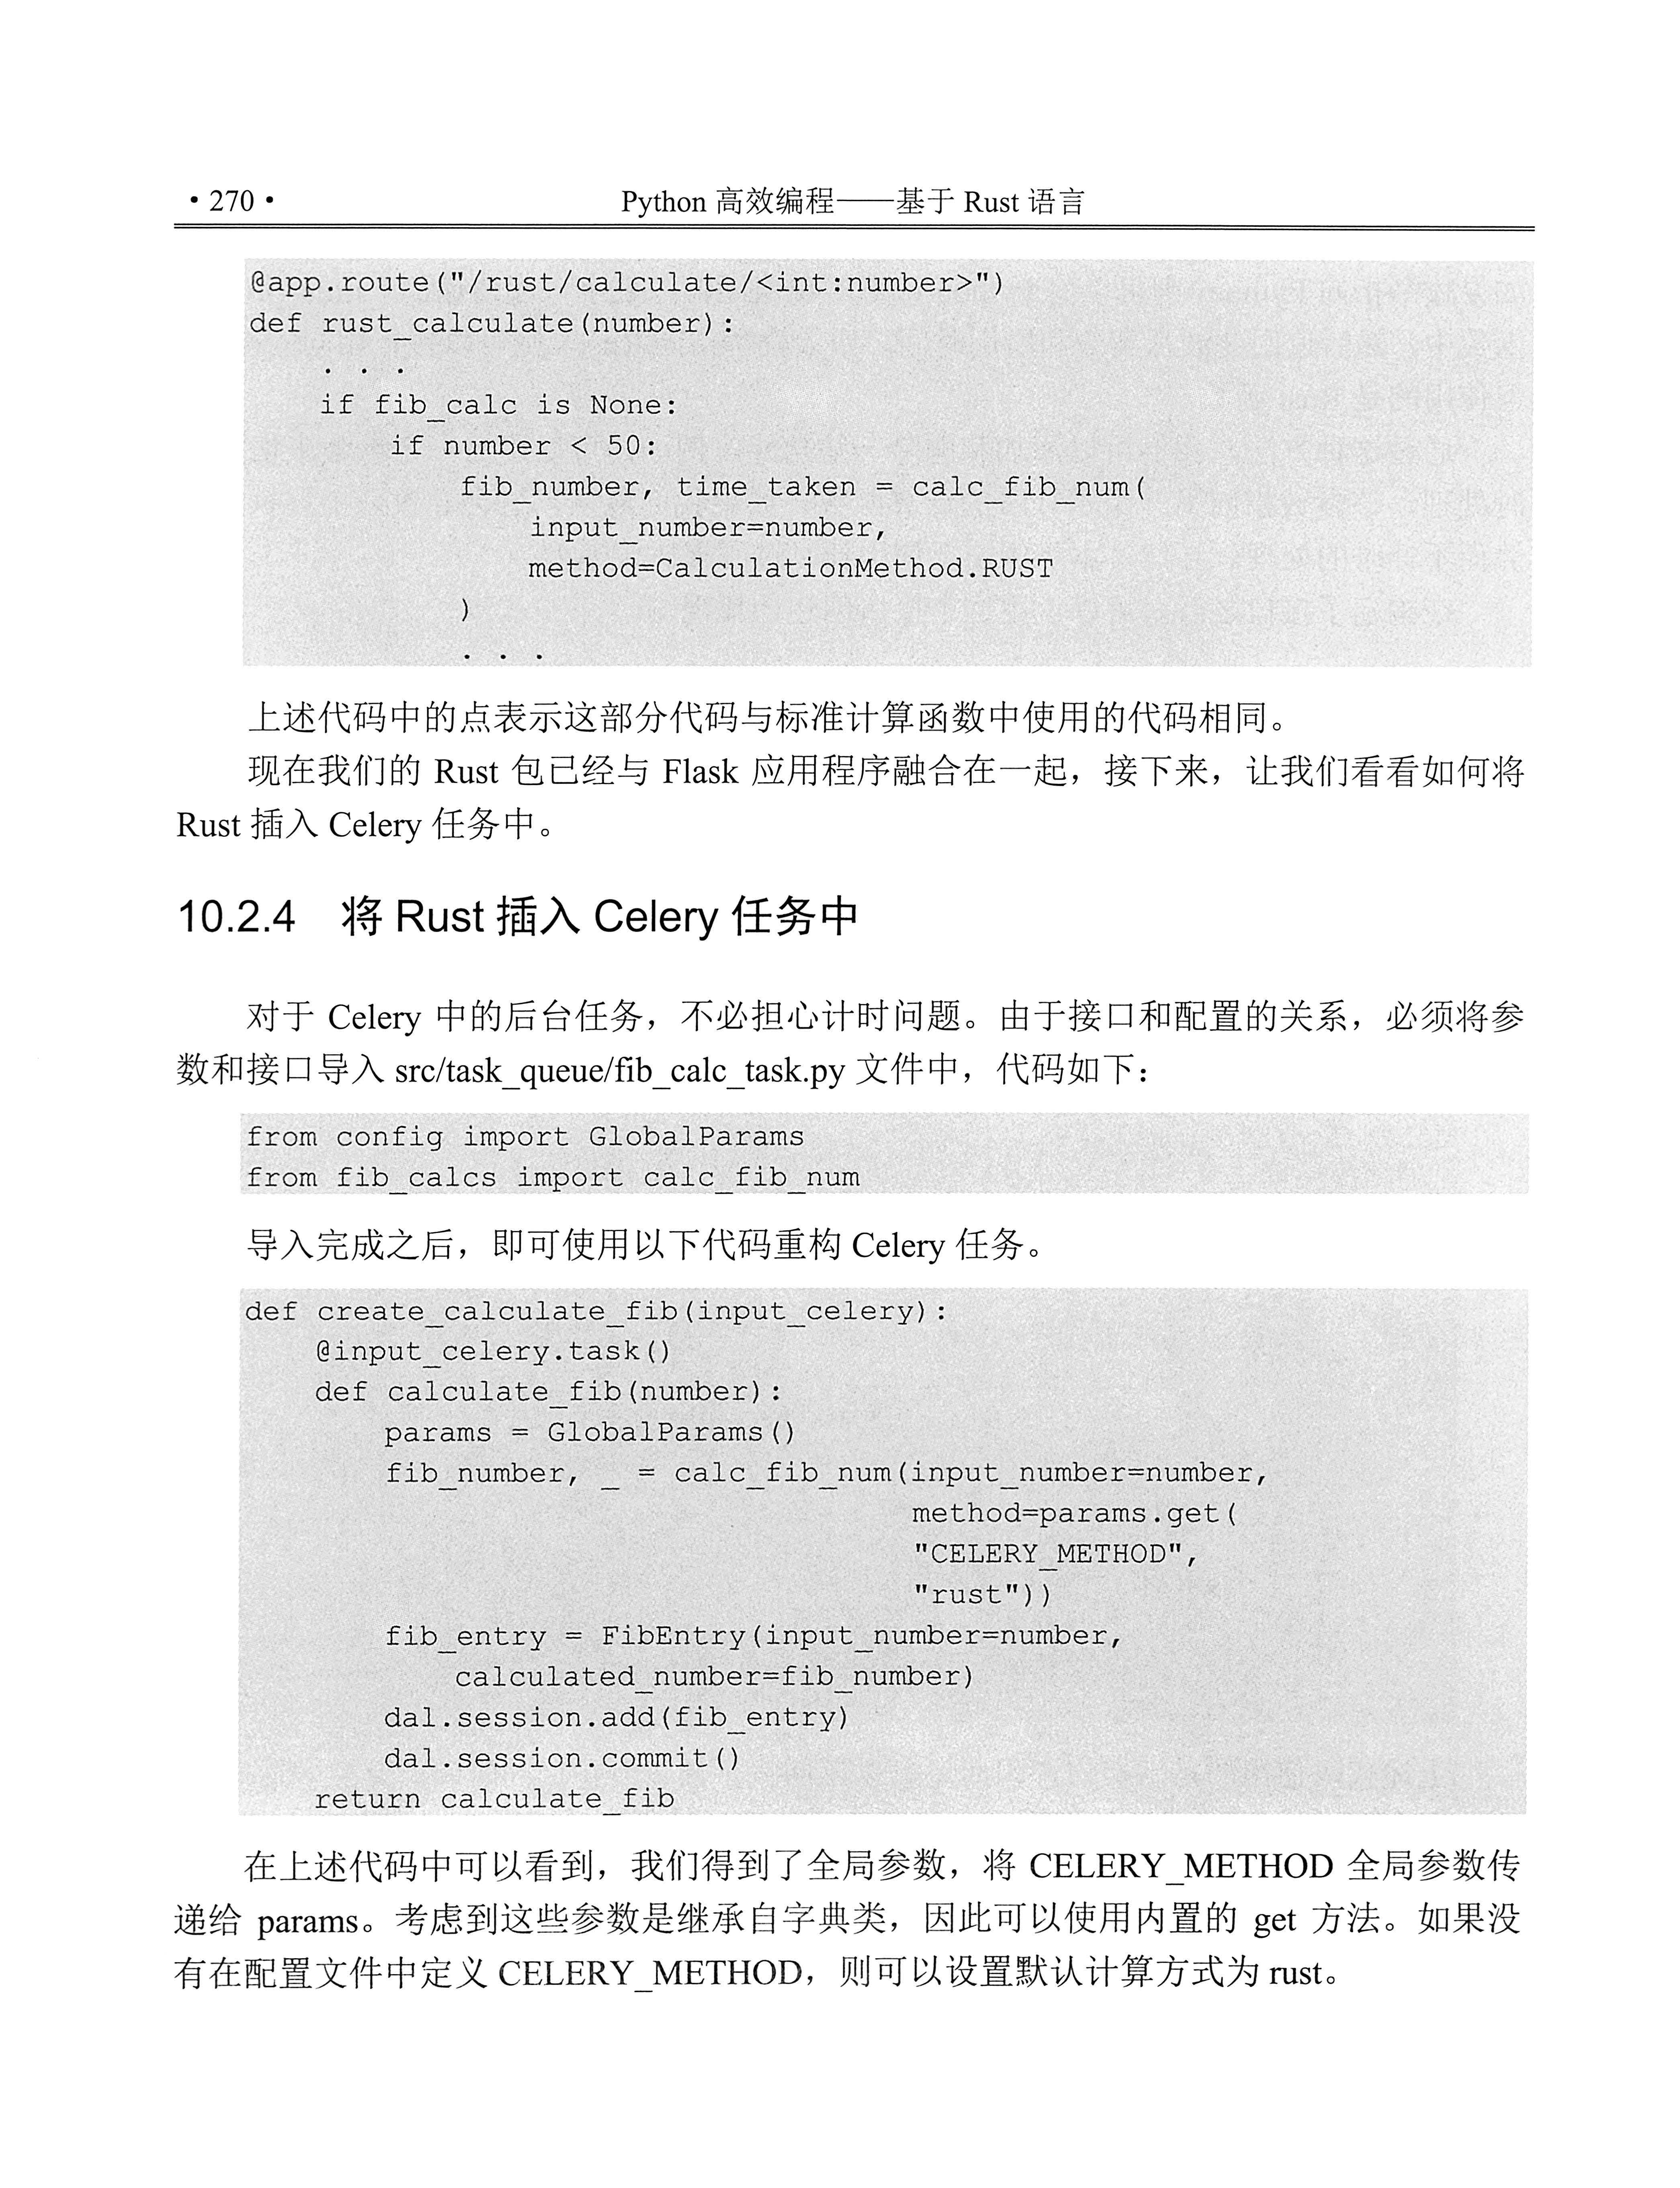 • 270 •
Python 高效编程——基于 Rust 语言
@app.route("/rust/calculate/<int:number>")
def rust_calculate(number):
    . . .
    if fib_calc is None:
        if number < 50:
            fib_number, time_taken = calc_fib_num(
                input_number=number,
                method=CalculationMethod.RUST
            )
            . . .
上述代码中的点表示这部分代码与标准计算函数中使用的代码相同。
现在我们的 Rust 包已经与 Flask 应用程序融合在一起，接下来，让我们看看如何将
Rust 插入 Celery 任务中。
10.2.4 将 Rust 插入 Celery 任务中
对于 Celery 中的后台任务，不必担心计时问题。由于接口和配置的关系，必须将参
数和接口导入 src/task_queue/fib_calc_task.py 文件中，代码如下：
from config import GlobalParams
from fib_calcs import calc_fib_num
导入完成之后，即可使用以下代码重构 Celery 任务。
def create_calculate_fib(input_celery):
    @input_celery.task()
    def calculate_fib(number):
        params = GlobalParams()
        fib_number, _ = calc_fib_num(input_number=number,
                                     method=params.get(
                                     "CELERY_METHOD",
                                     "rust"))
        fib_entry = FibEntry(input_number=number,
            calculated_number=fib_number)
        dal.session.add(fib_entry)
        dal.session.commit()
    return calculate_fib
在上述代码中可以看到，我们得到了全局参数，将 CELERY_METHOD 全局参数传
递给 params。考虑到这些参数是继承自字典类，因此可以使用内置的 get 方法。如果没
有在配置文件中定义 CELERY_METHOD，则可以设置默认计算方式为 rust。